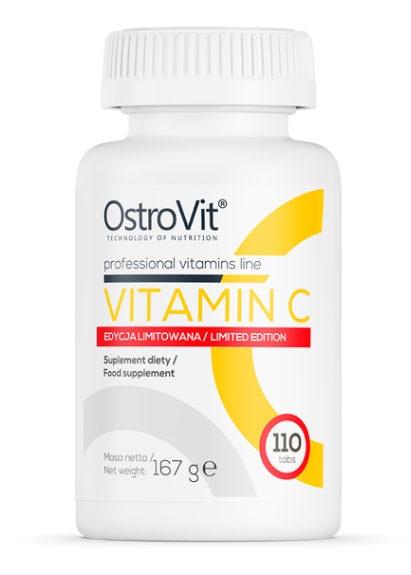 OstroVit®
TECHNOLOGY OF NUTRITION
professional vitamins line
VITAMIN C
EDYCJA LIMITOWANA / LIMITED EDITION
Suplement diety /
Food supplement
110
tabs
Masa netto /
Net weight: 167 g ℮